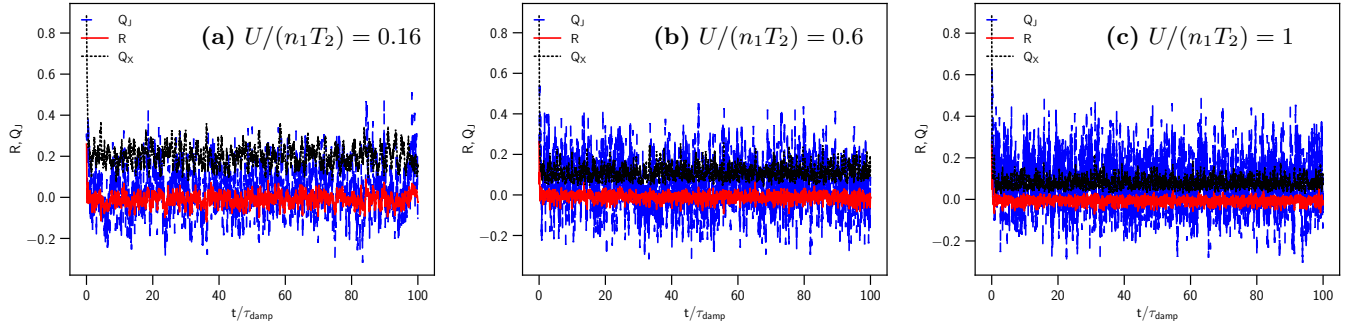 (a) U/(n₁T₂) = 0.16
Q_J
R
Q_X
R, Q_J
0.8
0.6
0.4
0.2
0.0
−0.2
0
20
40
60
80
100
t/τ_damp
(b) U/(n₁T₂) = 0.6
Q_J
R
Q_X
R, Q_J
0.8
0.6
0.4
0.2
0.0
−0.2
0
20
40
60
80
100
t/τ_damp
(c) U/(n₁T₂) = 1
Q_J
R
Q_X
R, Q_J
0.8
0.6
0.4
0.2
0.0
−0.2
0
20
40
60
80
100
t/τ_damp